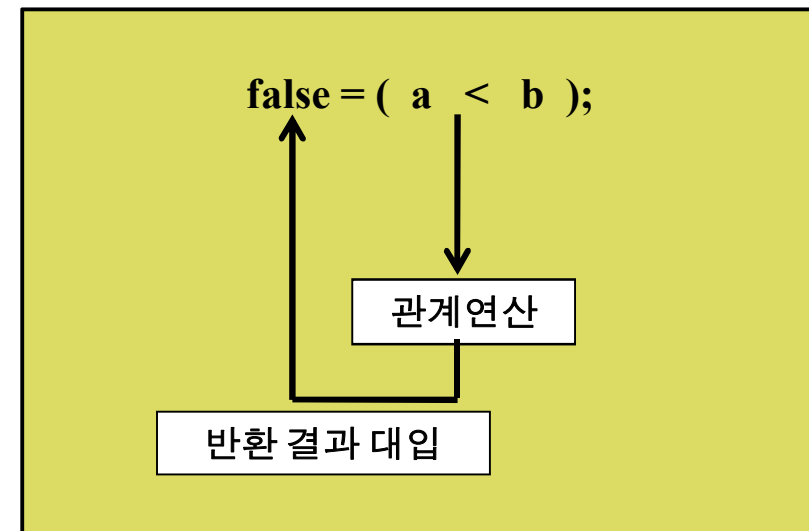 false = ( a < b );
관계연산
반환 결과 대입